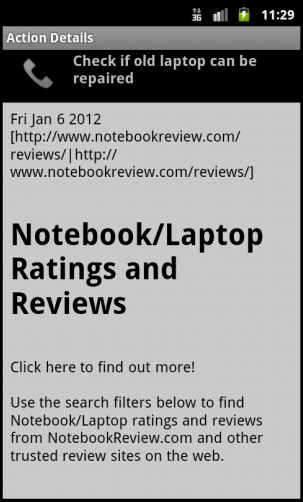 3G 11:29
Action Details
Check if old laptop can be
repaired
Fri Jan 6 2012
[http://www.notebookreview.com/
reviews/|http://
www.notebookreview.com/reviews/]
Notebook/Laptop
Ratings and
Reviews
Click here to find out more!
Use the search filters below to find
Notebook/Laptop ratings and reviews
from NotebookReview.com and other
trusted review sites on the web.